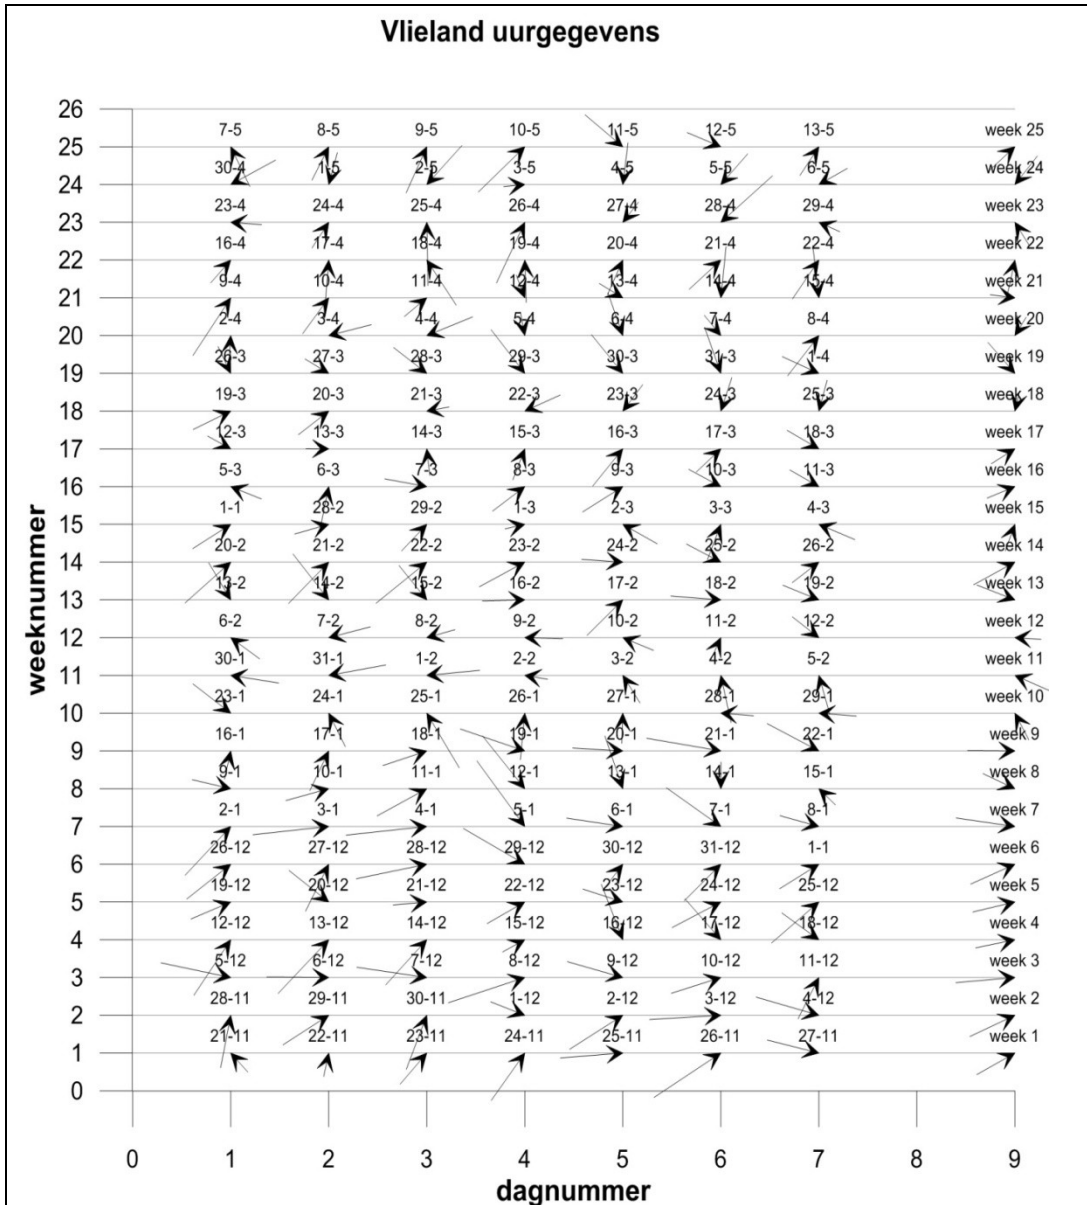 Vlieland uurgegevens
26
7-5 8-5 9-5 10-5 11-5 12-5 13-5 week 25
25
30-4 1-5 2-5 3-5 4-5 5-5 6-5 week 24
24
23-4 24-4 25-4 26-4 27-4 28-4 29-4 week 23
23
16-4 17-4 18-4 19-4 20-4 21-4 22-4 week 22
22
9-4 10-4 11-4 12-4 13-4 14-4 15-4 week 21
21
2-4 3-4 4-4 5-4 6-4 7-4 8-4 week 20
20
26-3 27-3 28-3 29-3 30-3 31-3 1-4 week 19
19
19-3 20-3 21-3 22-3 23-3 24-3 25-3 week 18
18
12-3 13-3 14-3 15-3 16-3 17-3 18-3 week 17
17
5-3 6-3 7-3 8-3 9-3 10-3 11-3 week 16
16
1-1 28-2 29-2 1-3 2-3 3-3 4-3 week 15
15
20-2 21-2 22-2 23-2 24-2 25-2 26-2 week 14
14
13-2 14-2 15-2 16-2 17-2 18-2 19-2 week 13
13
6-2 7-2 8-2 9-2 10-2 11-2 12-2 week 12
12
30-1 31-1 1-2 2-2 3-2 4-2 5-2 week 11
11
23-1 24-1 25-1 26-1 27-1 28-1 29-1 week 10
10
16-1 17-1 18-1 19-1 20-1 21-1 22-1 week 9
9
9-1 10-1 11-1 12-1 13-1 14-1 15-1 week 8
8
2-1 3-1 4-1 5-1 6-1 7-1 8-1 week 7
7
26-12 27-12 28-12 29-12 30-12 31-12 1-1 week 6
6
19-12 20-12 21-12 22-12 23-12 24-12 25-12 week 5
5
12-12 13-12 14-12 15-12 16-12 17-12 18-12 week 4
4
5-12 6-12 7-12 8-12 9-12 10-12 11-12 week 3
3
28-11 29-11 30-11 1-12 2-12 3-12 4-12 week 2
2
21-11 22-11 23-11 24-11 25-11 26-11 27-11 week 1
1
0
weeknummer
0 1 2 3 4 5 6 7 8 9
dagnummer